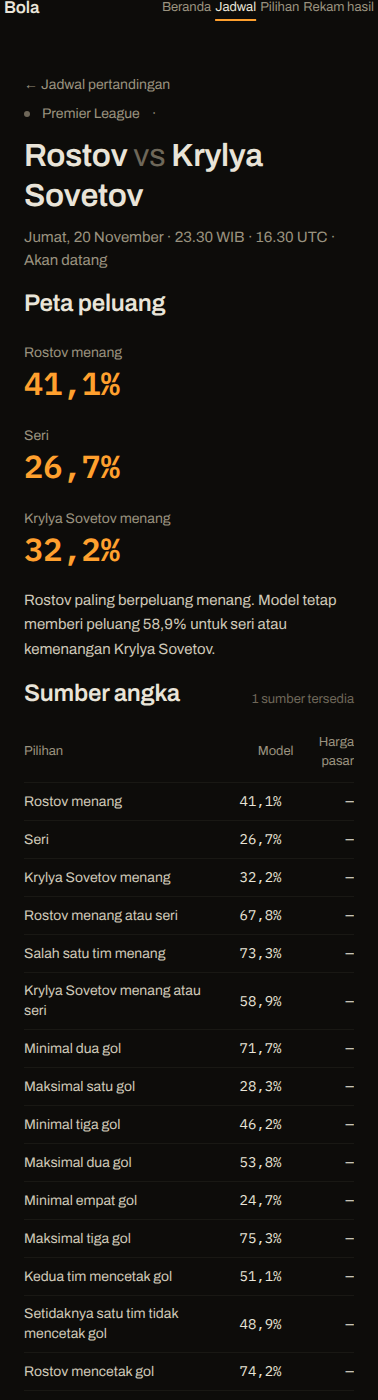 Bola
Beranda Jadwal Pilihan Rekam hasil
← Jadwal pertandingan
Premier League ·
Rostov vs Krylya
Sovetov
Jumat, 20 November · 23.30 WIB · 16.30 UTC ·
Akan datang
Peta peluang
Rostov menang
41,1%
Seri
26,7%
Krylya Sovetov menang
32,2%
Rostov paling berpeluang menang. Model tetap
memberi peluang 58,9% untuk seri atau
kemenangan Krylya Sovetov.
Sumber angka
1 sumber tersedia
Pilihan Model Harga
pasar
Rostov menang 41,1% —
Seri 26,7% —
Krylya Sovetov menang 32,2% —
Rostov menang atau seri 67,8% —
Salah satu tim menang 73,3% —
Krylya Sovetov menang atau
seri 58,9% —
Minimal dua gol 71,7% —
Maksimal satu gol 28,3% —
Minimal tiga gol 46,2% —
Maksimal dua gol 53,8% —
Minimal empat gol 24,7% —
Maksimal tiga gol 75,3% —
Kedua tim mencetak gol 51,1% —
Setidaknya satu tim tidak
mencetak gol 48,9% —
Rostov mencetak gol 74,2% —